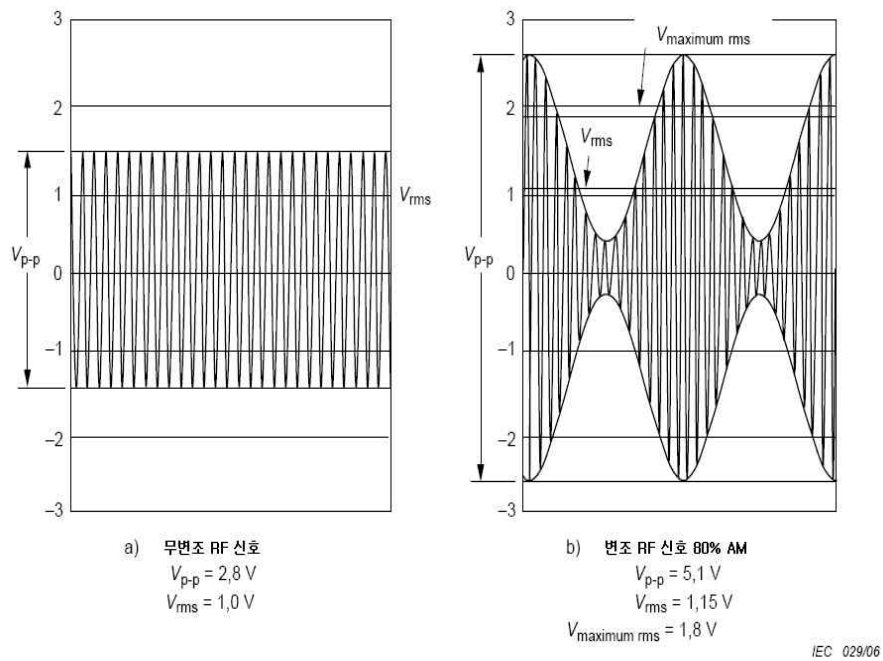 3
2
1
0
–1
–2
–3
Vp-p
Vrms
a) 무변조 RF 신호
Vp-p = 2,8 V
Vrms = 1,0 V
3
2
1
0
–1
–2
–3
Vp-p
Vmaximum rms
Vrms
b) 변조 RF 신호 80% AM
Vp-p = 5,1 V
Vrms = 1,15 V
Vmaximum rms = 1,8 V
IEC 029/06